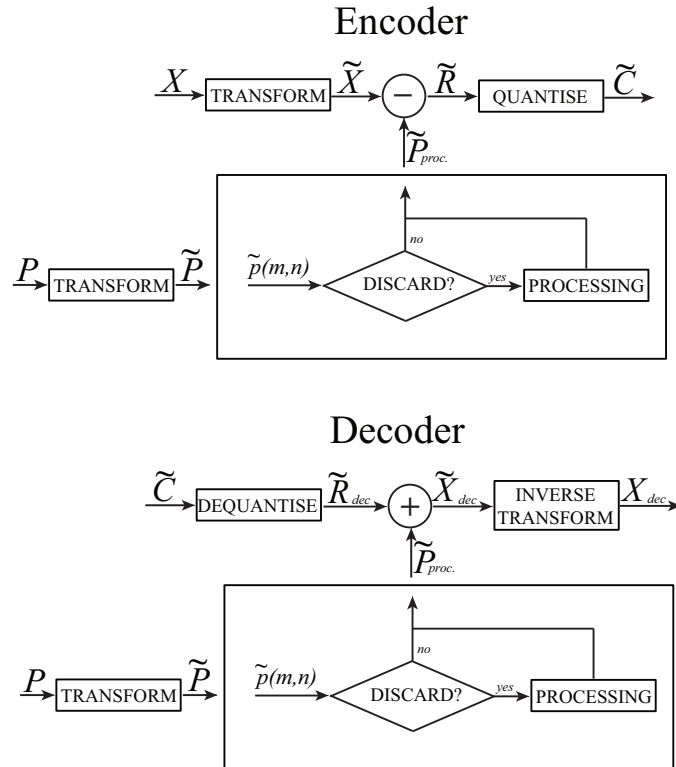 Encoder
X TRANSFORM X̃ − R̃ QUANTISE C̃
P̃proc.
no
P TRANSFORM P̃ p̃(m,n) DISCARD? yes PROCESSING
Decoder
C̃ DEQUANTISE R̃dec + X̃dec INVERSE TRANSFORM Xdec
P̃proc.
no
P TRANSFORM P̃ p̃(m,n) DISCARD? yes PROCESSING